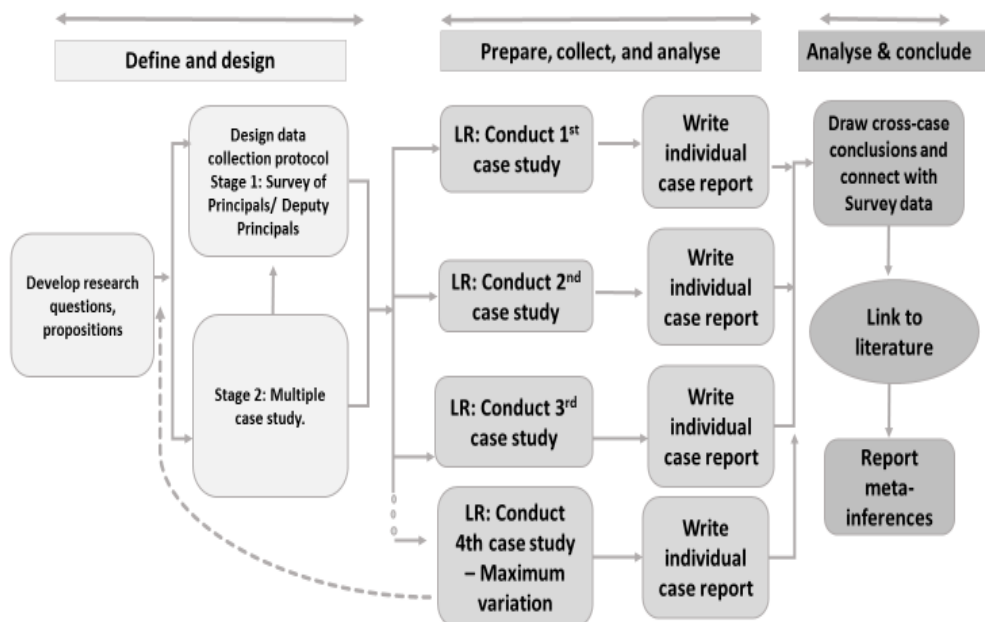 Define and design
Prepare, collect, and analyse
Analyse & conclude
Develop research
questions,
propositions
Design data
collection protocol
Stage 1: Survey of
Principals/ Deputy
Principals
Stage 2: Multiple
case study.
LR: Conduct 1st
case study
Write
individual
case report
LR: Conduct 2nd
case study
Write
individual
case report
LR: Conduct 3rd
case study
Write
individual
case report
LR: Conduct
4th case study
– Maximum
variation
Write
individual
case report
Draw cross-case
conclusions and
connect with
Survey data
Link to
literature
Report
meta-
inferences